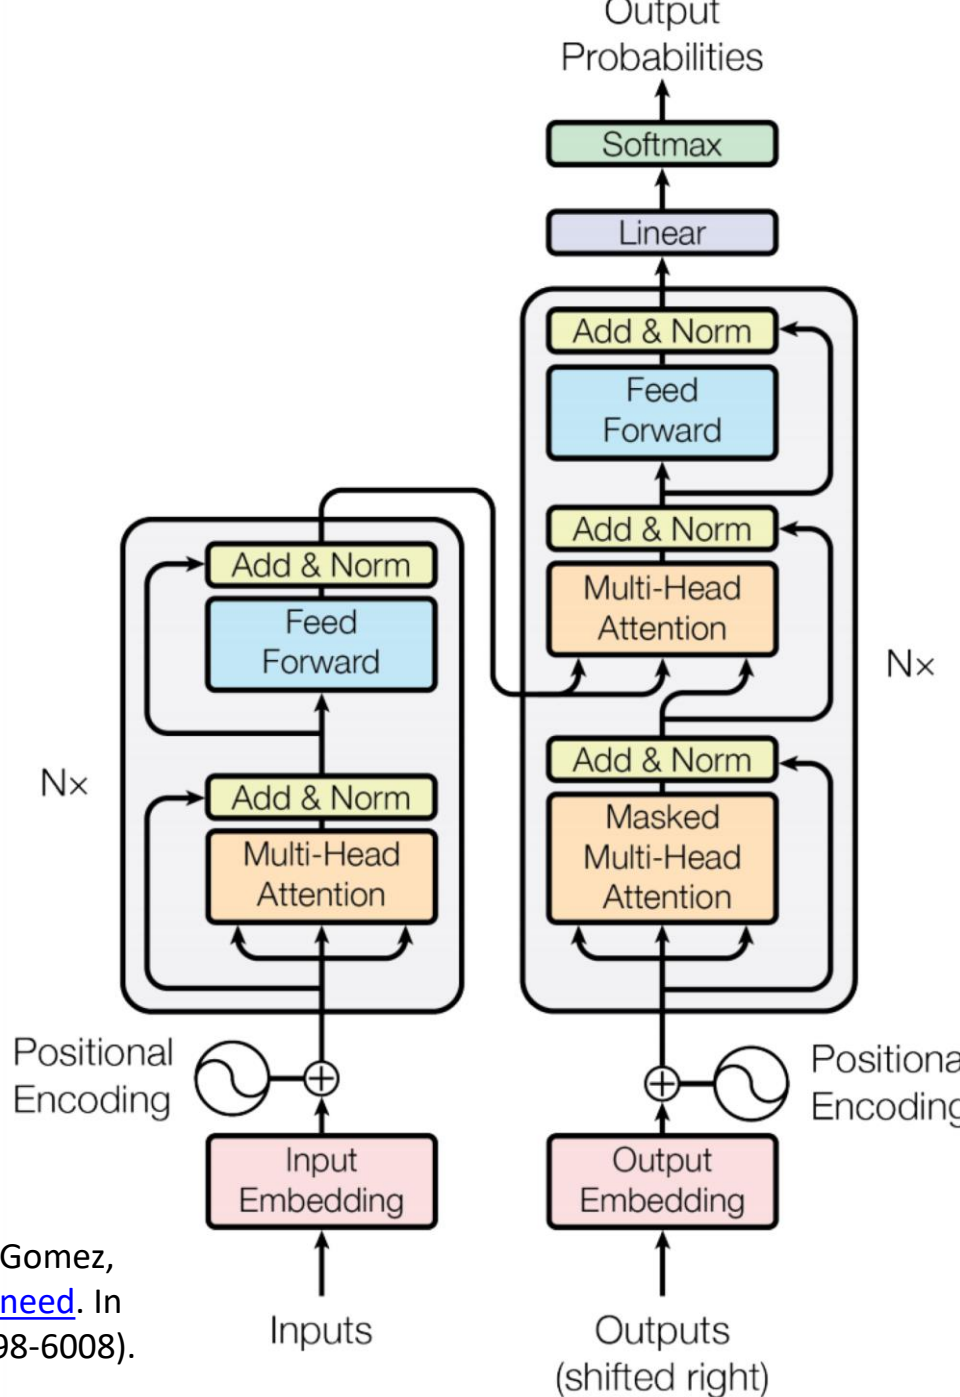 Output
Probabilities
Softmax
Linear
Add & Norm
Feed
Forward
Add & Norm
Multi-Head
Attention
Nx
Add & Norm
Masked
Multi-Head
Attention
Add & Norm
Feed
Forward
Nx
Add & Norm
Multi-Head
Attention
Positional
Encoding
Positiona
Encoding
Input
Embedding
Output
Embedding
Inputs
Outputs
(shifted right)
Gomez,
need. In
98-6008).